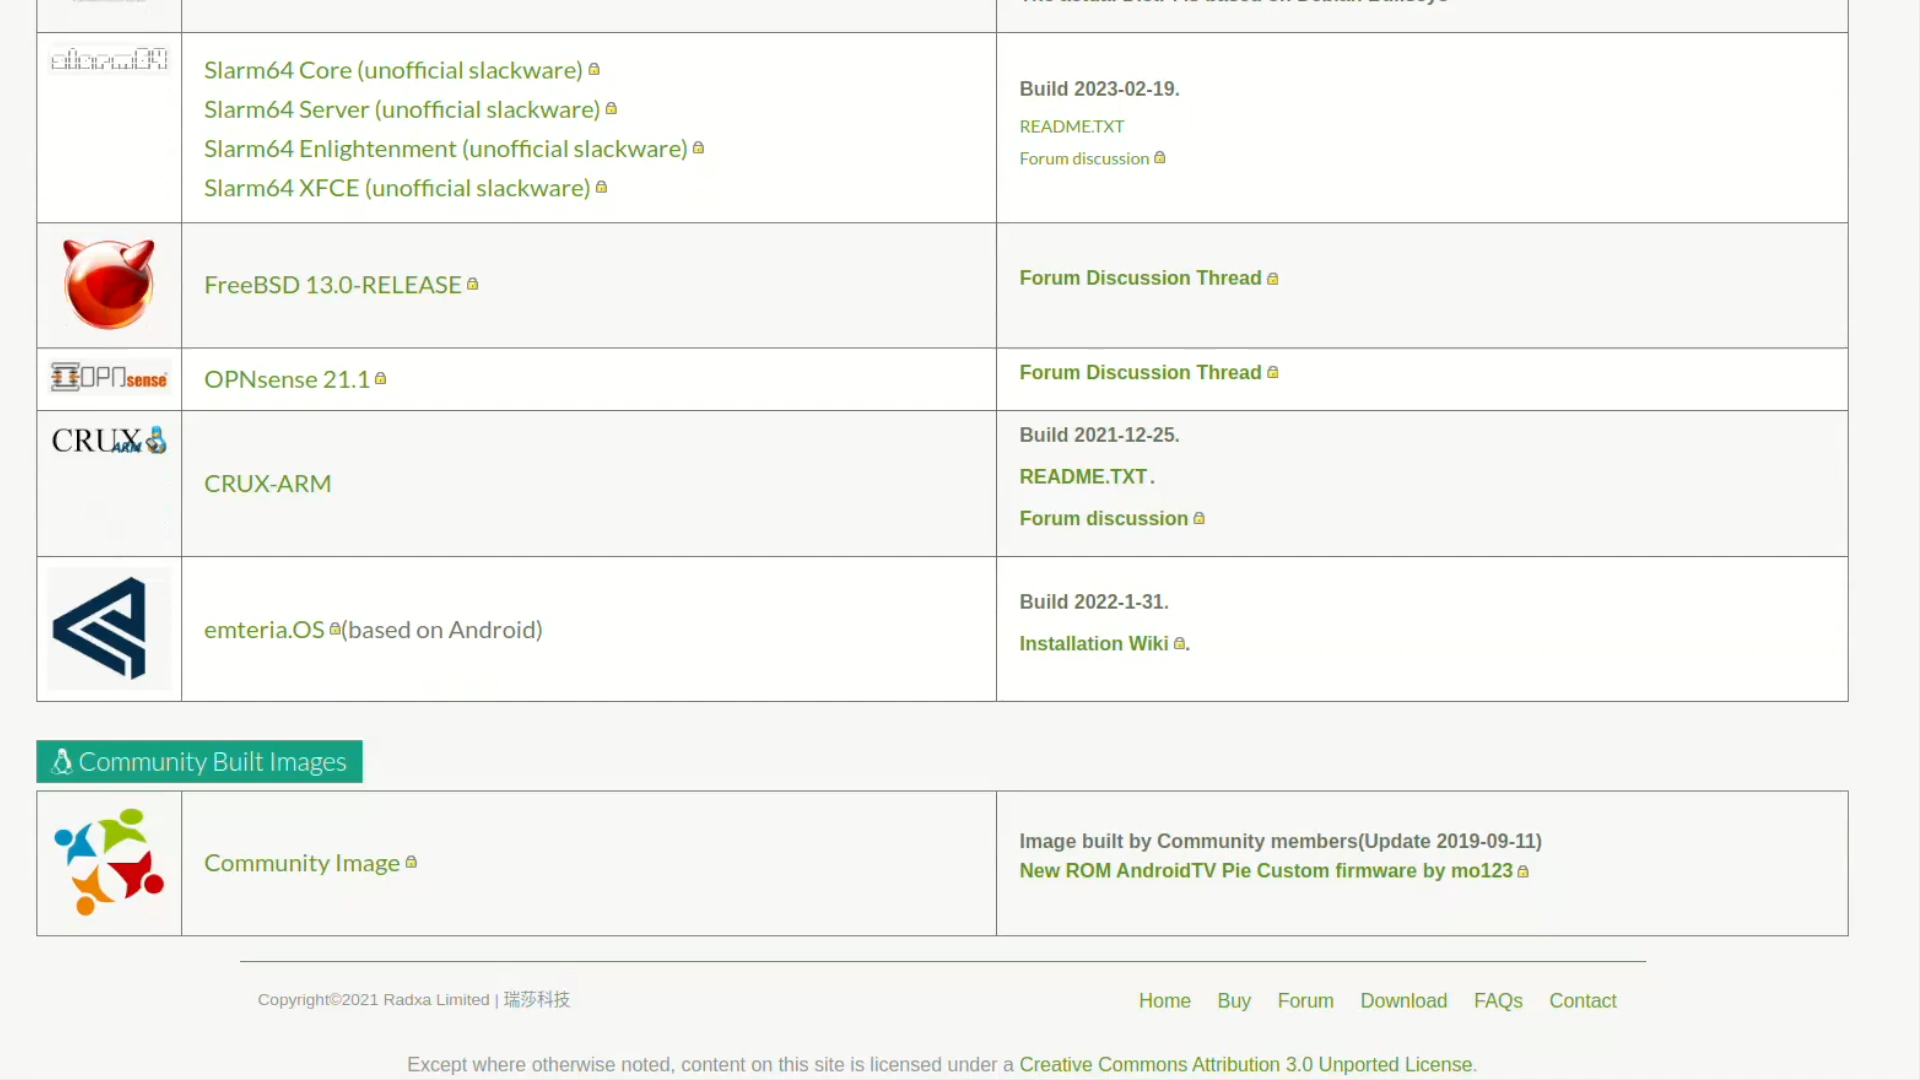 slarm64
Slarm64 Core (unofficial slackware)
Slarm64 Server (unofficial slackware)
Slarm64 Enlightenment (unofficial slackware)
Slarm64 XFCE (unofficial slackware)
Build 2023-02-19.
README.TXT
Forum discussion
FreeBSD 13.0-RELEASE
Forum Discussion Thread
OPNsense
OPNsense 21.1
Forum Discussion Thread
CRUX ARM
CRUX-ARM
Build 2021-12-25.
README.TXT.
Forum discussion
emteria.OS (based on Android)
Build 2022-1-31.
Installation Wiki.
Community Built Images
Community Image
Image built by Community members(Update 2019-09-11)
New ROM AndroidTV Pie Custom firmware by mo123
Copyright©2021 Radxa Limited | 瑞莎科技
Home Buy Forum Download FAQs Contact
Except where otherwise noted, content on this site is licensed under a Creative Commons Attribution 3.0 Unported License.